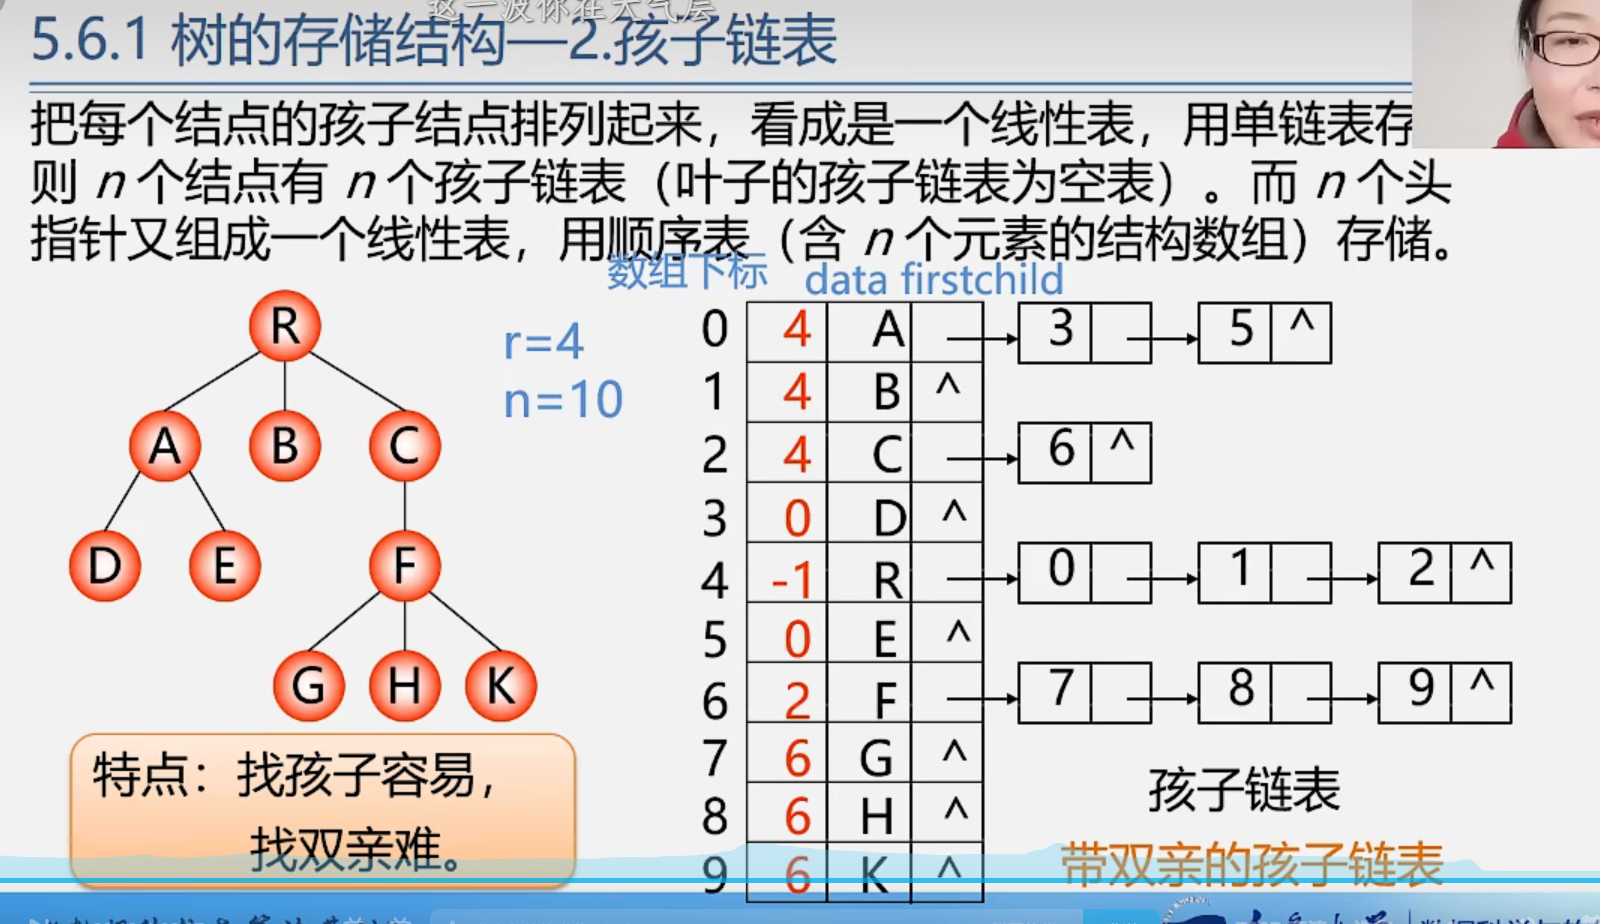 这一波你在大气层
5.6.1 树的存储结构—2.孩子链表
把每个结点的孩子结点排列起来，看成是一个线性表，用单链表存
则 n 个结点有 n 个孩子链表（叶子的孩子链表为空表）。而 n 个头
指针又组成一个线性表，用顺序表（含 n 个元素的结构数组）存储。
数组下标 data firstchild
R
A B C
D E F
G H K
r=4
n=10
0 4 A 3 5 ^
1 4 B ^
2 4 C 6 ^
3 0 D ^
4 -1 R 0 1 2 ^
5 0 E ^
6 2 F 7 8 9 ^
7 6 G ^
8 6 H ^
9 6 K ^
特点：找孩子容易，
找双亲难。
孩子链表
带双亲的孩子链表